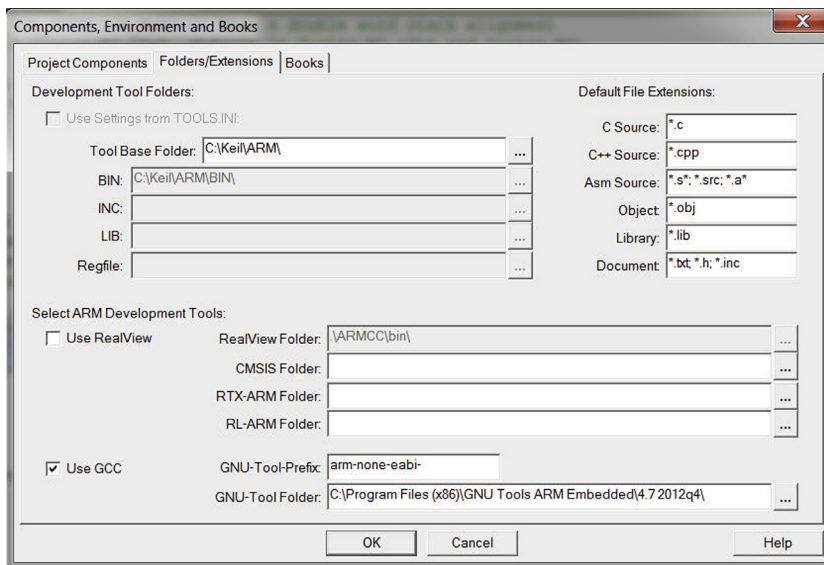 Components, Environment and Books
double word stack alignment
Project Components
Folders/Extensions
Books
Development Tool Folders:
Use Settings from TOOLS.INI:
Tool Base Folder: C:\Keil\ARM\ ...
BIN: C:\Keil\ARM\BIN\ ...
INC: ...
LIB: ...
Regfile: ...
Default File Extensions:
C Source: *.c
C++ Source: *.cpp
Asm Source: *.s*; *.src; *.a*
Object: *.obj
Library: *.lib
Document: *.txt; *.h; *.inc
Select ARM Development Tools:
Use RealView
RealView Folder: .\ARMCC\bin\ ...
CMSIS Folder: ...
RTX-ARM Folder: ...
RL-ARM Folder: ...
Use GCC
GNU-Tool-Prefix: arm-none-eabi-
GNU-Tool Folder: C:\Program Files (x86)\GNU Tools ARM Embedded\4.7 2012q4\ ...
OK
Cancel
Help